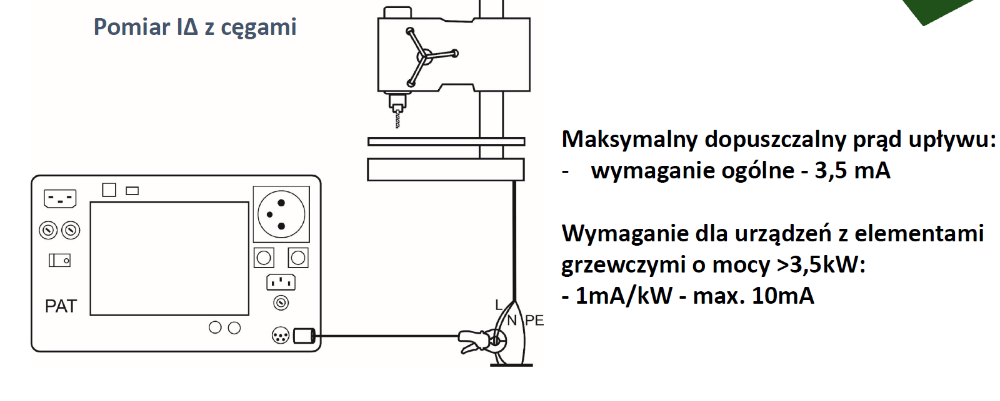 Pomiar IΔ z cęgami
Maksymalny dopuszczalny prąd upływu:
- wymaganie ogólne - 3,5 mA
Wymaganie dla urządzeń z elementami
grzewczymi o mocy >3,5kW:
- 1mA/kW - max. 10mA
PAT
L
N PE